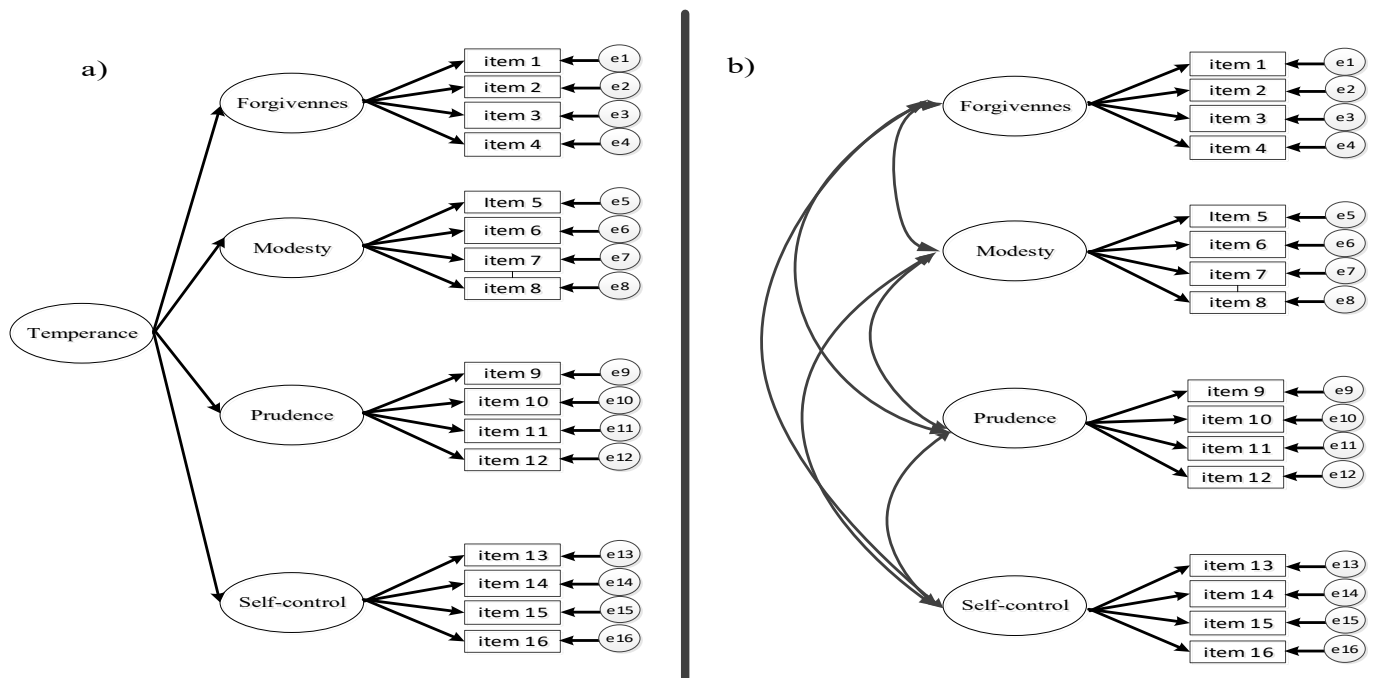 a)
Temperance
Forgivennes
item 1
e1
item 2
e2
item 3
e3
item 4
e4
Modesty
Item 5
e5
item 6
e6
item 7
e7
item 8
e8
Prudence
item 9
e9
item 10
e10
item 11
e11
item 12
e12
Self-control
item 13
e13
item 14
e14
item 15
e15
item 16
e16
b)
Forgivennes
item 1
e1
item 2
e2
item 3
e3
item 4
e4
Modesty
Item 5
e5
item 6
e6
item 7
e7
item 8
e8
Prudence
item 9
e9
item 10
e10
item 11
e11
item 12
e12
Self-control
item 13
e13
item 14
e14
item 15
e15
item 16
e16